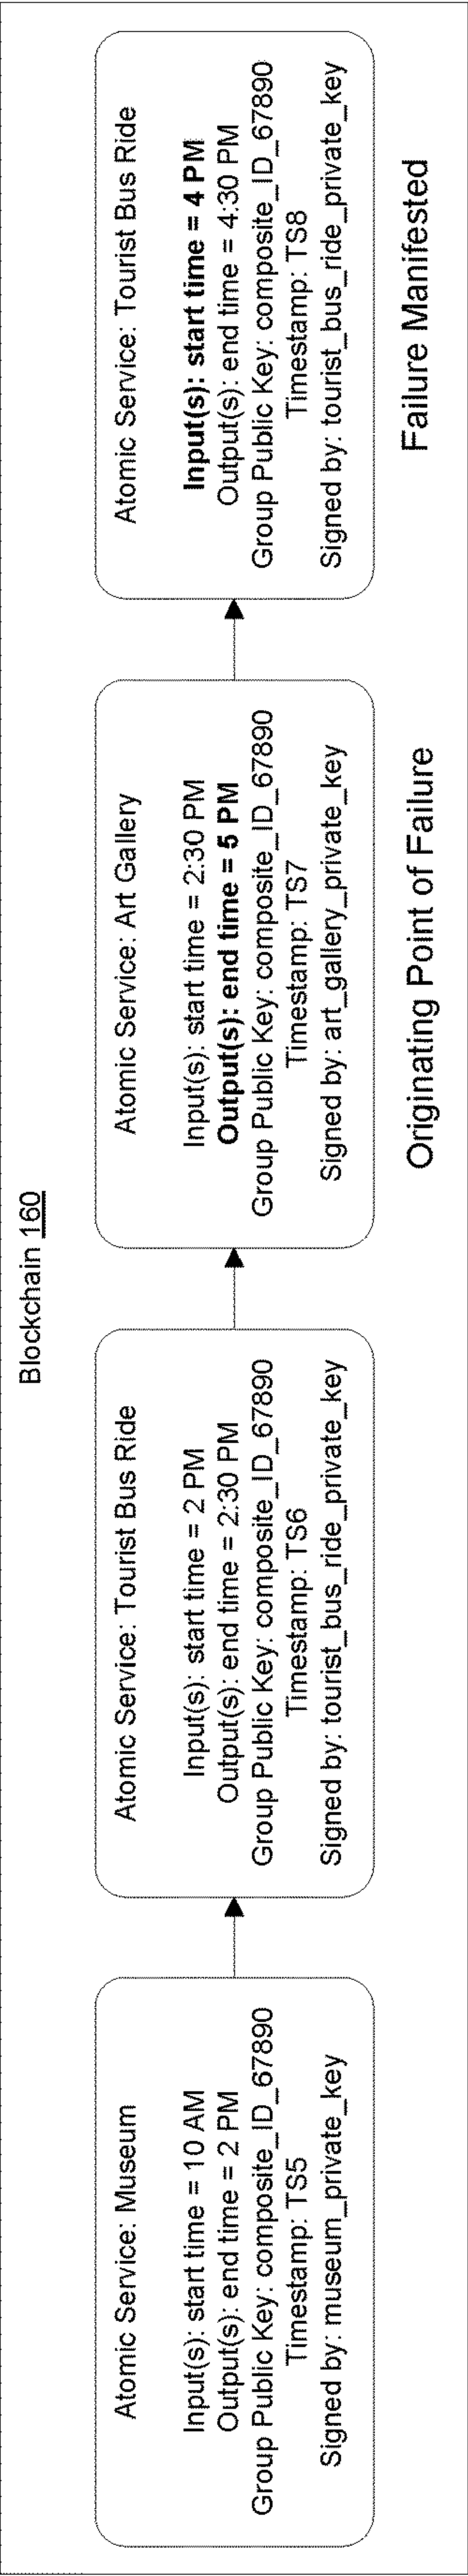 Blockchain 160
Atomic Service: Museum
Input(s): start time = 10 AM
Output(s): end time = 2 PM
Group Public Key: composite_ID_67890
Timestamp: TS5
Signed by: museum_private_key
Atomic Service: Tourist Bus Ride
Input(s): start time = 2 PM
Output(s): end time = 2:30 PM
Group Public Key: composite_ID_67890
Timestamp: TS6
Signed by: tourist_bus_ride_private_key
Atomic Service: Art Gallery
Input(s): start time = 2:30 PM
Output(s): end time = 5 PM
Group Public Key: composite_ID_67890
Timestamp: TS7
Signed by: art_gallery_private_key
Originating Point of Failure
Atomic Service: Tourist Bus Ride
Input(s): start time = 4 PM
Output(s): end time = 4:30 PM
Group Public Key: composite_ID_67890
Timestamp: TS8
Signed by: tourist_bus_ride_private_key
Failure Manifested